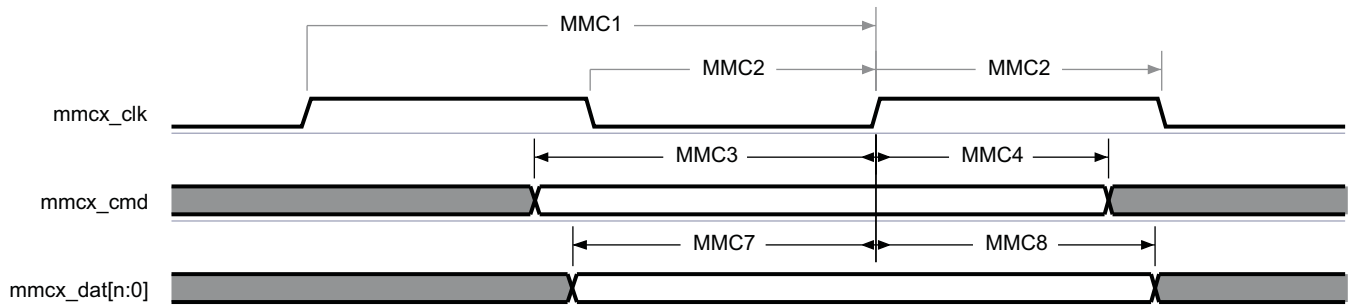 MMC1
MMC2 MMC2
mmcx_clk
MMC3 MMC4
mmcx_cmd
MMC7 MMC8
mmcx_dat[n:0]